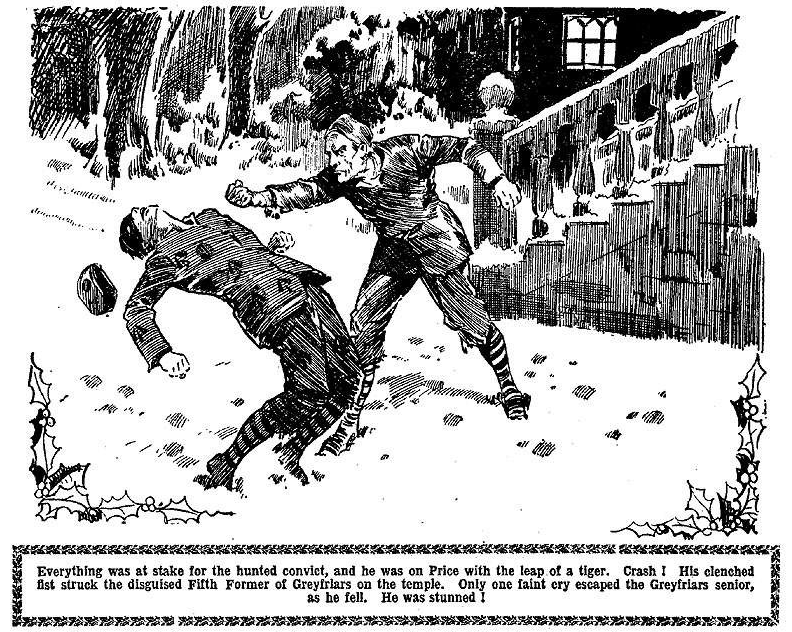 Everything was at stake for the hunted convict, and he was on Price with the leap of a tiger. Crash ! His clenched
fist struck the disguised Fifth Former of Greyfriars on the temple. Only one faint cry escaped the Greyfriars senior,
as he fell. He was stunned !